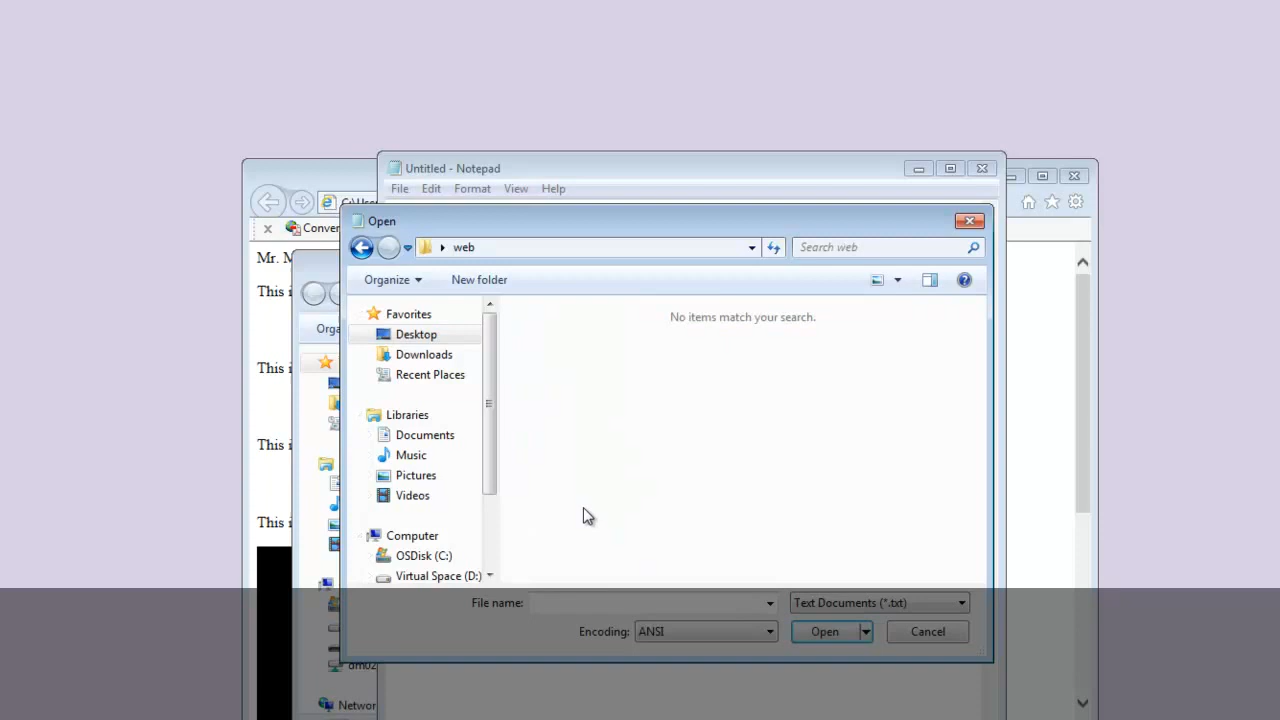 Untitled - Notepad
File Edit Format View Help
C:\User
Open
Conver
web
Search web
Mr. M
Organize New folder
This i
Favorites
No items match your search.
Orga
Desktop
Downloads
This i
Recent Places
Libraries
Documents
This i
Music
Pictures
Videos
This i
Computer
OSDisk (C:)
Virtual Space (D:)
File name:
Text Documents (*.txt)
Encoding: ANSI Open Cancel
dm02
Networ